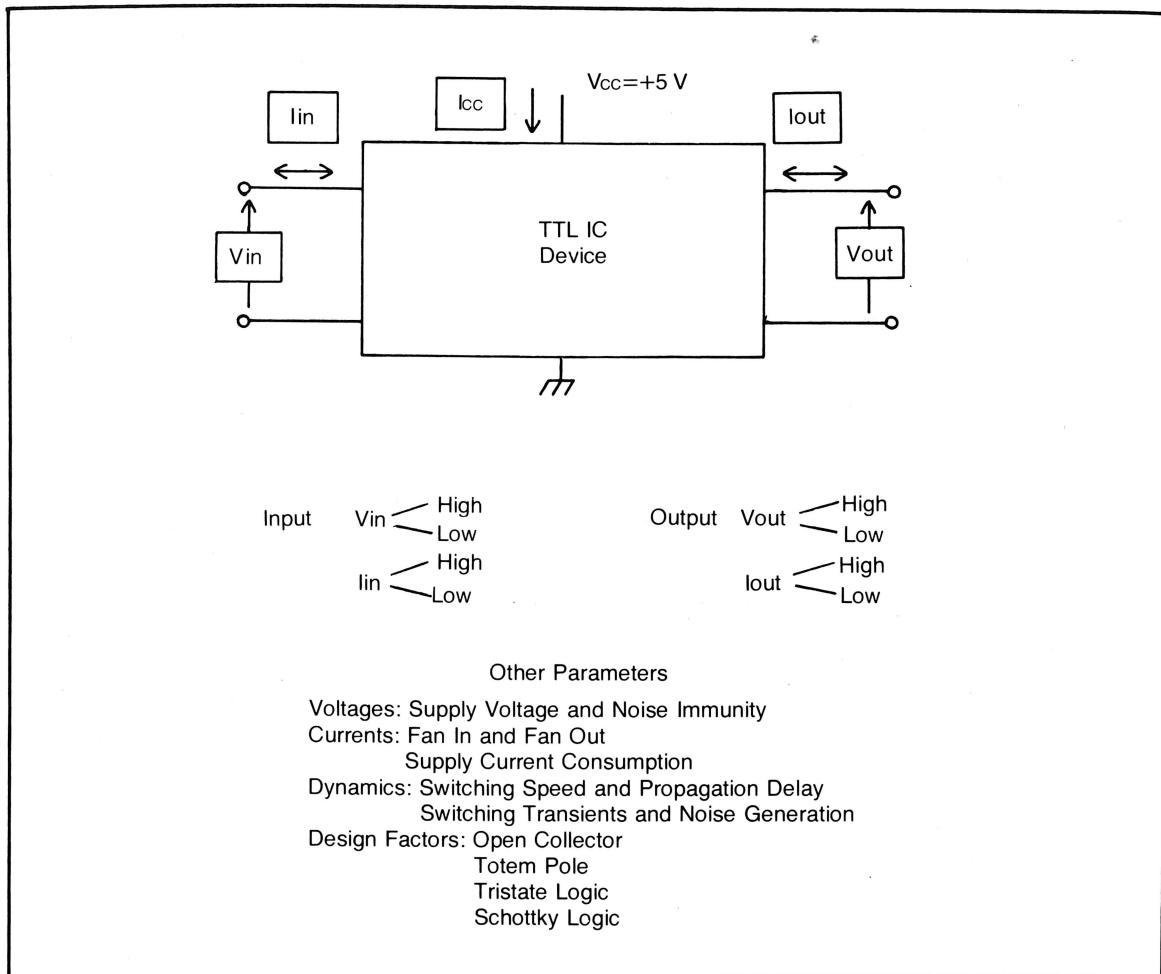 Vcc=+5 V
Iin
Icc
Iout
TTL IC
Device
Vin
Vout
Input Vin High
Low
Iin High
Low
Output Vout High
Low
Iout High
Low
Other Parameters
Voltages: Supply Voltage and Noise Immunity
Currents: Fan In and Fan Out
Supply Current Consumption
Dynamics: Switching Speed and Propagation Delay
Switching Transients and Noise Generation
Design Factors: Open Collector
Totem Pole
Tristate Logic
Schottky Logic